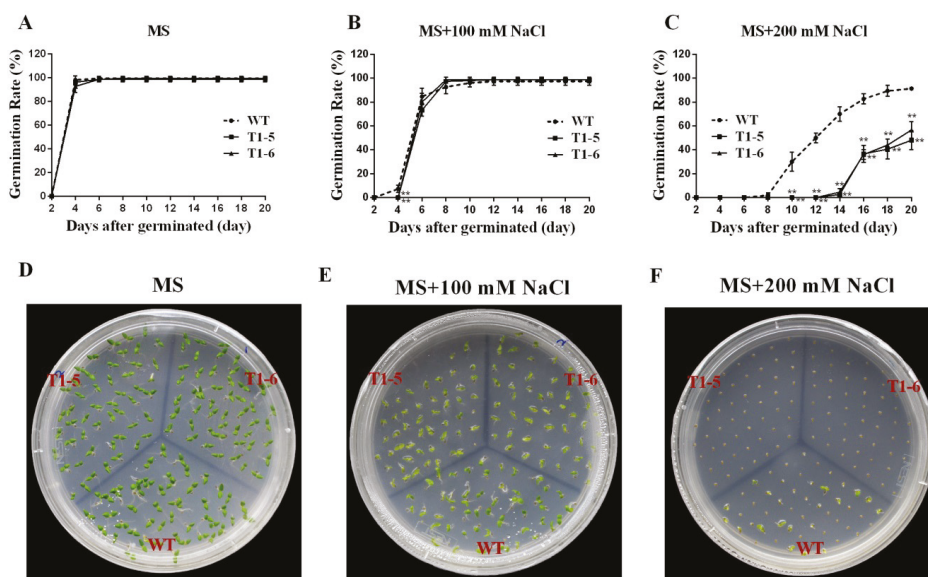 A
MS
Germination Rate (%)
120
100
80
60
40
20
0
WT
T1-5
T1-6
2 4 6 8 10 12 14 16 18 20
Days after germinated (day)
B
MS+100 mM NaCl
Germination Rate (%)
120
100
80
60
40
20
0
WT
T1-5
T1-6
**
**
2 4 6 8 10 12 14 16 18 20
Days after germinated (day)
C
MS+200 mM NaCl
Germination Rate (%)
120
100
80
60
40
20
0
WT
T1-5
T1-6
** ** ** ** ** **
** ** ** ** ** **
2 4 6 8 10 12 14 16 18 20
Days after germinated (day)
D
MS
T1-5
T1-6
WT
E
MS+100 mM NaCl
T1-5
T1-6
WT
F
MS+200 mM NaCl
T1-5
T1-6
WT